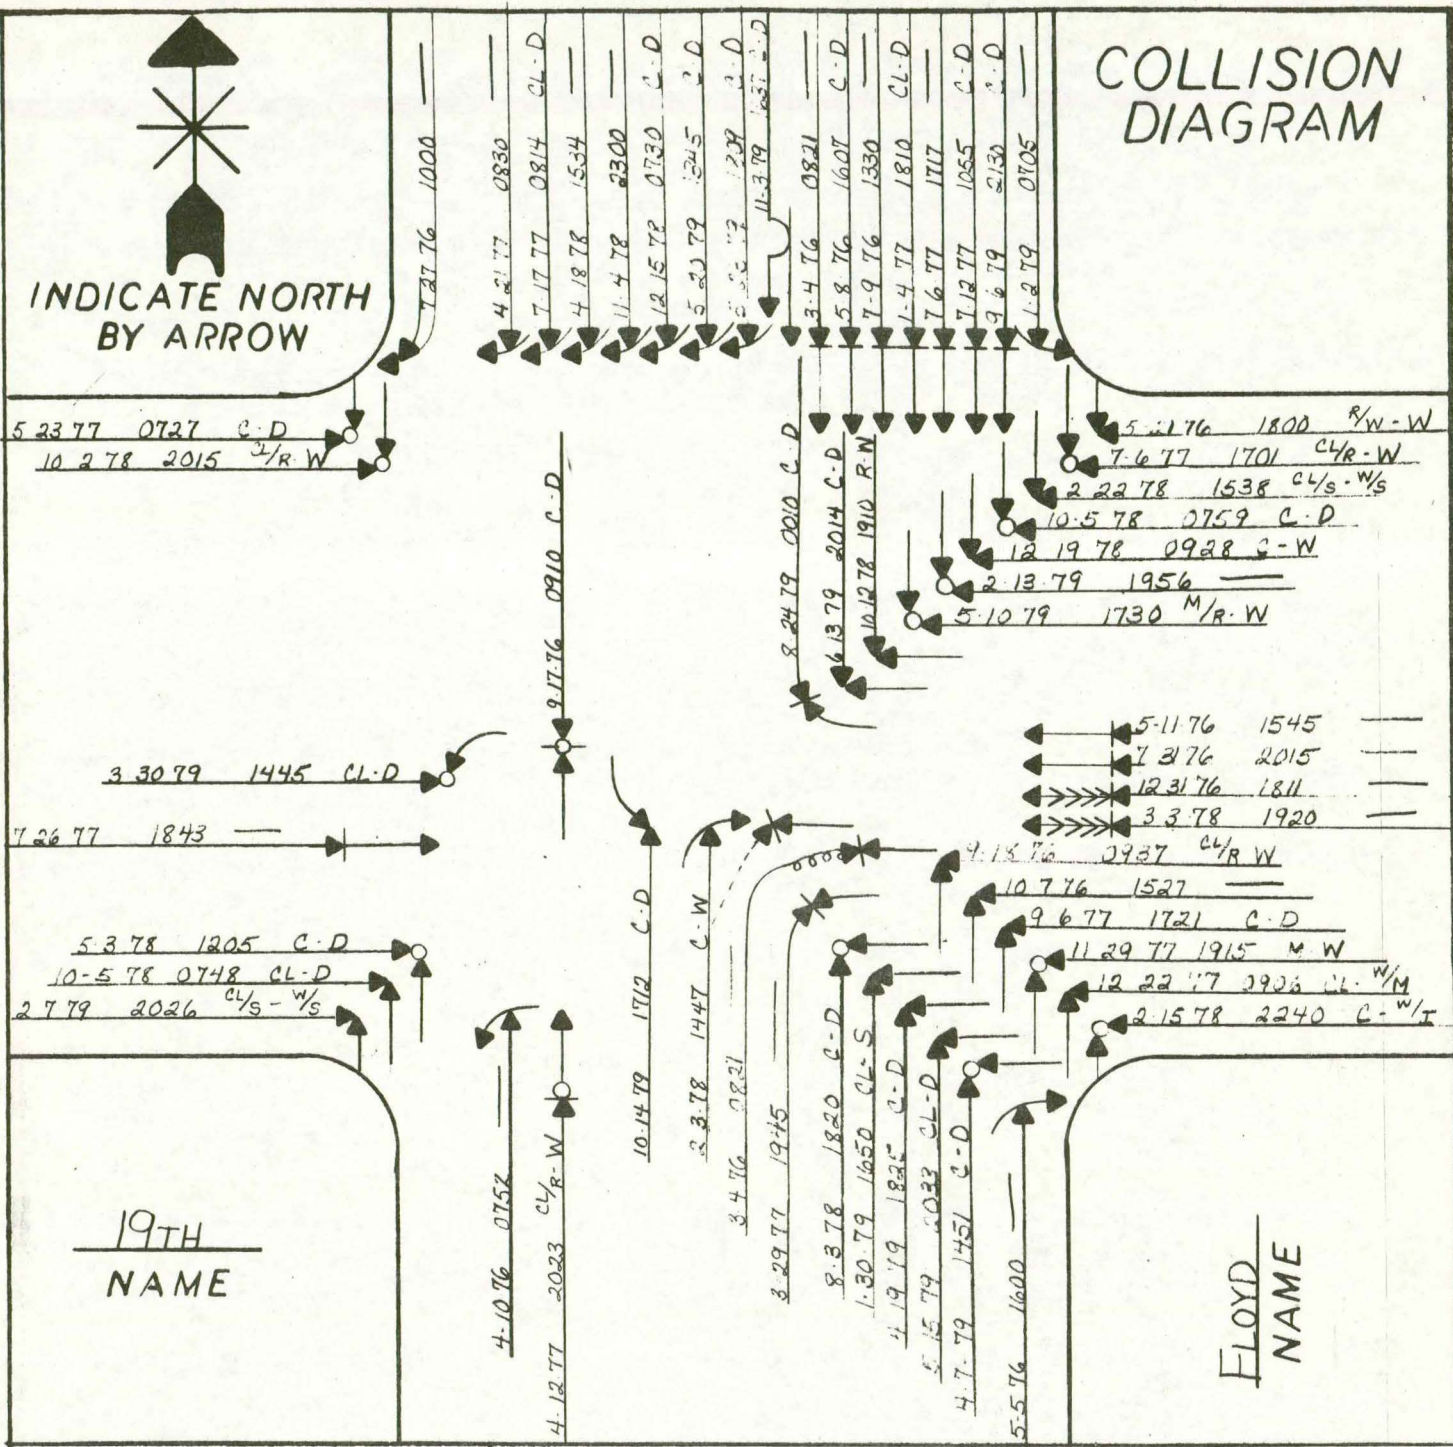 COLLISION
DIAGRAM
INDICATE NORTH
BY ARROW
7 27 76 1000 —
4 21 77 0830 —
7-17 77 0814 CL-D
4 18 78 1534 —
11-4 78 2300 —
12 15 78 0730 C-D
5 20 79 1345 C-D
1239 C-D
11-3-79 1637 C-D
3-4 76 0821 —
5-8 76 1607 C-D
7-9 76 1330 —
1-4 77 1810 CL-D
7-6 77 1717 —
7-12 77 1055 C-D
9 6 79 2130 C-D
1-2 79 0705 —
5 23 77 0727 C-D
10 2 78 2015 CL/R-W
5-21 76 1800 R/W-W
7-6 77 1701 CL/R-W
2 22 78 1538 CL/S-W/S
10-5 78 0759 C-D
12 19 78 0928 C-W
2-13-79 1956 —
5-10 79 1730 M/R-W
9-17-76 0910 C-D
8-24 79 0010 C-D
6 13 79 2014 C-D
10 12 78 1910 R-W
3 30 79 1445 CL-D
7 26 77 1843 —
5-11-76 1545 —
7 31 76 2015 —
12 31 76 1811 —
3 3 78 1920 —
9-18 76 0937 CL/R W
10 7 76 1527 —
9 6 77 1721 C-D
11 29 77 1915 M-W
12 22 77 0906 CL-W/M
2-15 78 2240 C-W/I
5-3 78 1205 C-D
10-5 78 0748 CL-D
2 7 79 2026 CL/S-W/S
4-10 76 0752 —
4-12-77 2023 CL/R-W
10-14 79 1712 C-D
2 3-78 1447 C-W
3-4 76 0821 —
3-29 77 1945 —
8-3 78 1820 C-D
1-30-79 1650 CL-S
4 19 79 1825 C-D
5-15 79 2033 CL-D
4-7-79 1451 C-D
5-5 76 1600 —
19TH
NAME
FLOYD
NAME